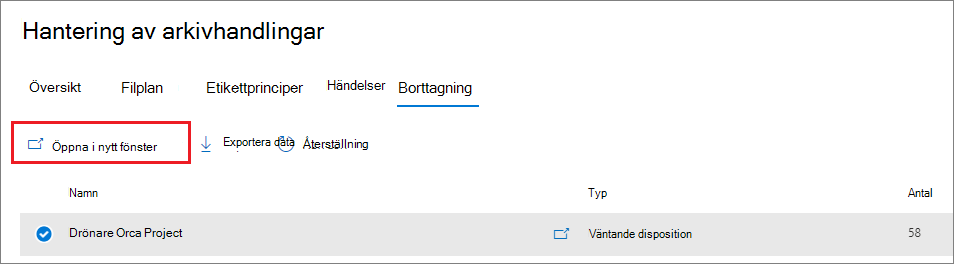 Hantering av arkivhandlingar
Översikt Filplan Etikettprinciper Händelser Borttagning
Öppna i nytt fönster Exportera data Återställning
Namn Typ Antal
Drönare Orca Project Väntande disposition 58